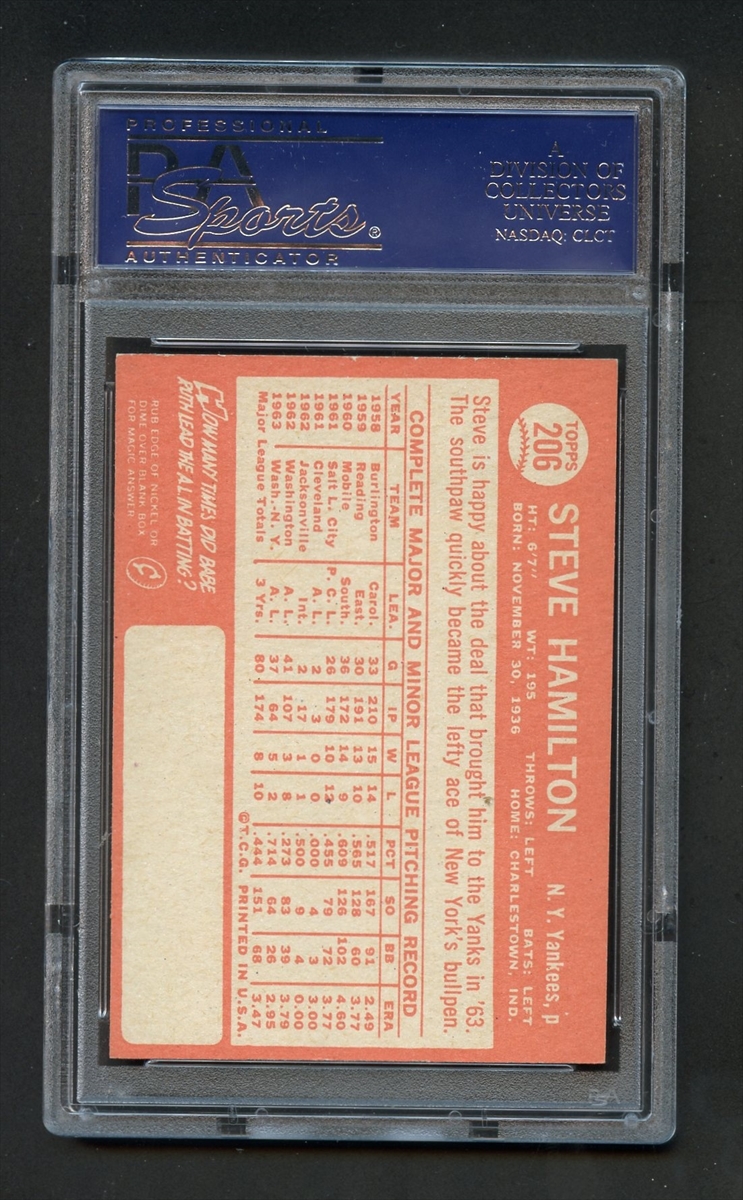 PROFESSIONAL
PSA
Sports®
AUTHENTICATOR
A
DIVISION OF
COLLECTORS
UNIVERSE
NASDAQ: CLCT
TOPPS
206
STEVE HAMILTON N. Y. Yankees, p
HT: 6'7" WT: 195 THROWS: LEFT BATS: LEFT
BORN: NOVEMBER 30, 1936 HOME: CHARLESTOWN, IND.
Steve is happy about the deal that brought him to the Yanks in '63.
The southpaw quickly became the lefty ace of New York's bullpen.
COMPLETE MAJOR AND MINOR LEAGUE PITCHING RECORD
YEAR TEAM LEA. G IP W L PCT SO BB ERA
1958 Burlington Carol. 33 210 15 14 .517 167 91 2.49
1959 Reading East. 30 191 13 10 .565 128 60 3.77
1960 Mobile South. 36 172 14 9 .609 126 102 4.60
1961 Salt L. City P. C. L. 26 179 10 12 .455 79 72 3.77
1961 Cleveland A. L. 2 3 0 0 .000 4 3 3.00
1962 Jacksonville Int. 2 17 1 1 .500 9 4 0.00
1962 Washington A. L. 41 107 3 8 .273 83 39 3.79
1963 Wash.-N. Y. A. L. 37 64 5 2 .714 64 26 2.95
Major League Totals 3 Yrs. 80 174 8 10 .444 151 68 3.47
©T.C.G. PRINTED IN U.S.A.
HOW MANY TIMES DID BABE
RUTH LEAD THE A.L. IN BATTING?
RUB EDGE OF NICKEL OR
DIME OVER BLANK BOX
FOR MAGIC ANSWER
PSA